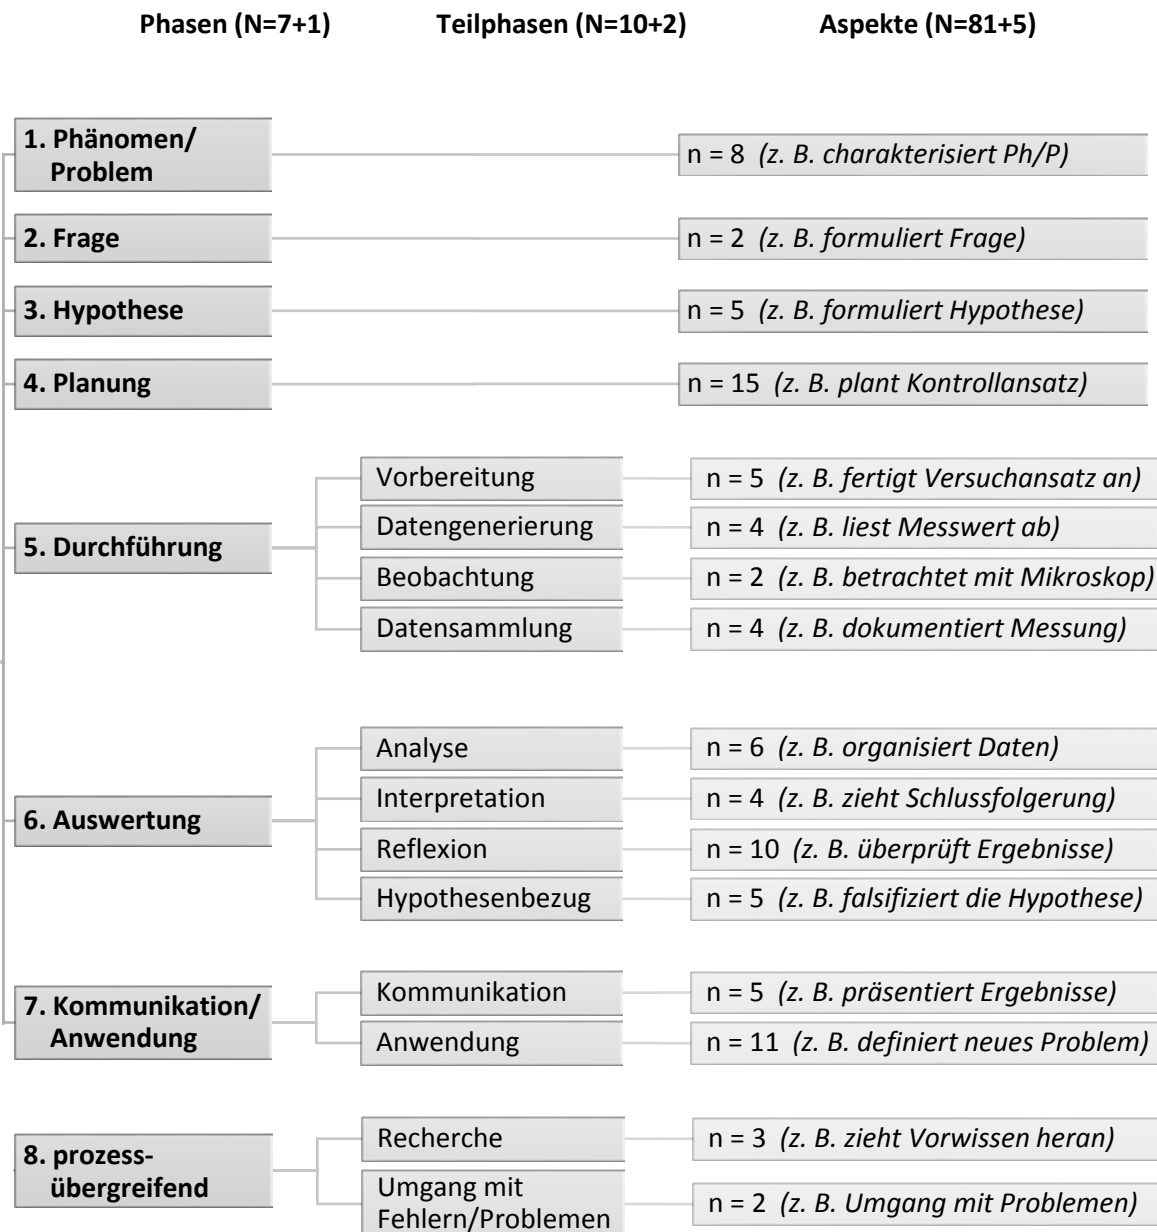 Phasen (N=7+1) Teilphasen (N=10+2) Aspekte (N=81+5)
1. Phänomen/
Problem
n = 8 (z. B. charakterisiert Ph/P)
2. Frage
n = 2 (z. B. formuliert Frage)
3. Hypothese
n = 5 (z. B. formuliert Hypothese)
4. Planung
n = 15 (z. B. plant Kontrollansatz)
5. Durchführung
Vorbereitung
n = 5 (z. B. fertigt Versuchansatz an)
Datengenerierung
n = 4 (z. B. liest Messwert ab)
Beobachtung
n = 2 (z. B. betrachtet mit Mikroskop)
Datensammlung
n = 4 (z. B. dokumentiert Messung)
6. Auswertung
Analyse
n = 6 (z. B. organisiert Daten)
Interpretation
n = 4 (z. B. zieht Schlussfolgerung)
Reflexion
n = 10 (z. B. überprüft Ergebnisse)
Hypothesenbezug
n = 5 (z. B. falsifiziert die Hypothese)
7. Kommunikation/
Anwendung
Kommunikation
n = 5 (z. B. präsentiert Ergebnisse)
Anwendung
n = 11 (z. B. definiert neues Problem)
8. prozess-
übergreifend
Recherche
n = 3 (z. B. zieht Vorwissen heran)
Umgang mit
Fehlern/Problemen
n = 2 (z. B. Umgang mit Problemen)